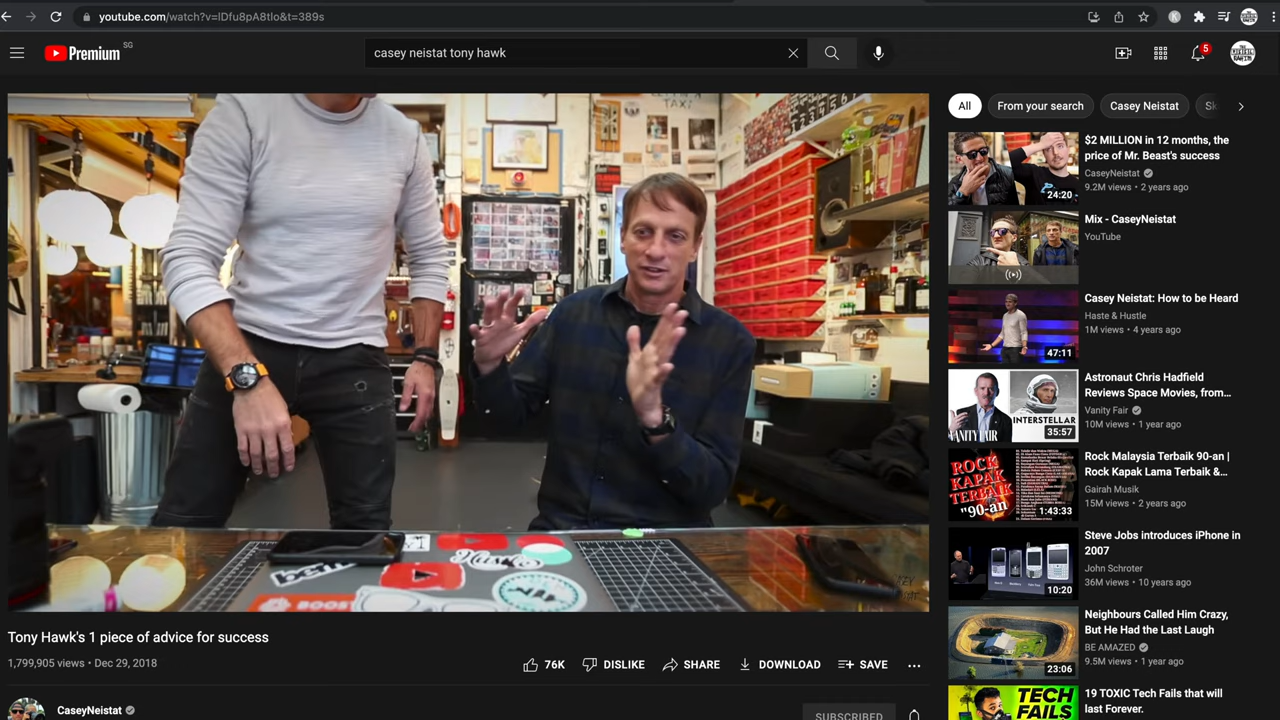 youtube.com/watch?v=lDfu8pA8tlo&t=389s
Premium SG
casey neistat tony hawk
5
TAXI
Husko
BOOST
Tony Hawk's 1 piece of advice for success
1,799,905 views • Dec 29, 2018
76K
DISLIKE
SHARE
DOWNLOAD
SAVE
CaseyNeistat
SUBSCRIBED
All
From your search
Casey Neistat
Sk
24:20
$2 MILLION in 12 months, the
price of Mr. Beast's success
CaseyNeistat
9.2M views • 2 years ago
Mix - CaseyNeistat
YouTube
47:11
Casey Neistat: How to be Heard
Haste & Hustle
1M views • 4 years ago
VANITY FAIR
INTERSTELLAR
35:57
Astronaut Chris Hadfield
Reviews Space Movies, from...
Vanity Fair
10M views • 1 year ago
ROCK
KAPAK
TERBAIK
"90-an
1:43:33
Rock Malaysia Terbaik 90-an |
Rock Kapak Lama Terbaik &...
Gairah Musik
15M views • 2 years ago
10:20
Steve Jobs introduces iPhone in
2007
John Schroter
36M views • 10 years ago
23:06
Neighbours Called Him Crazy,
But He Had the Last Laugh
BE AMAZED
9.5M views • 1 year ago
TECH
FAILS
19 TOXIC Tech Fails that will
last Forever.